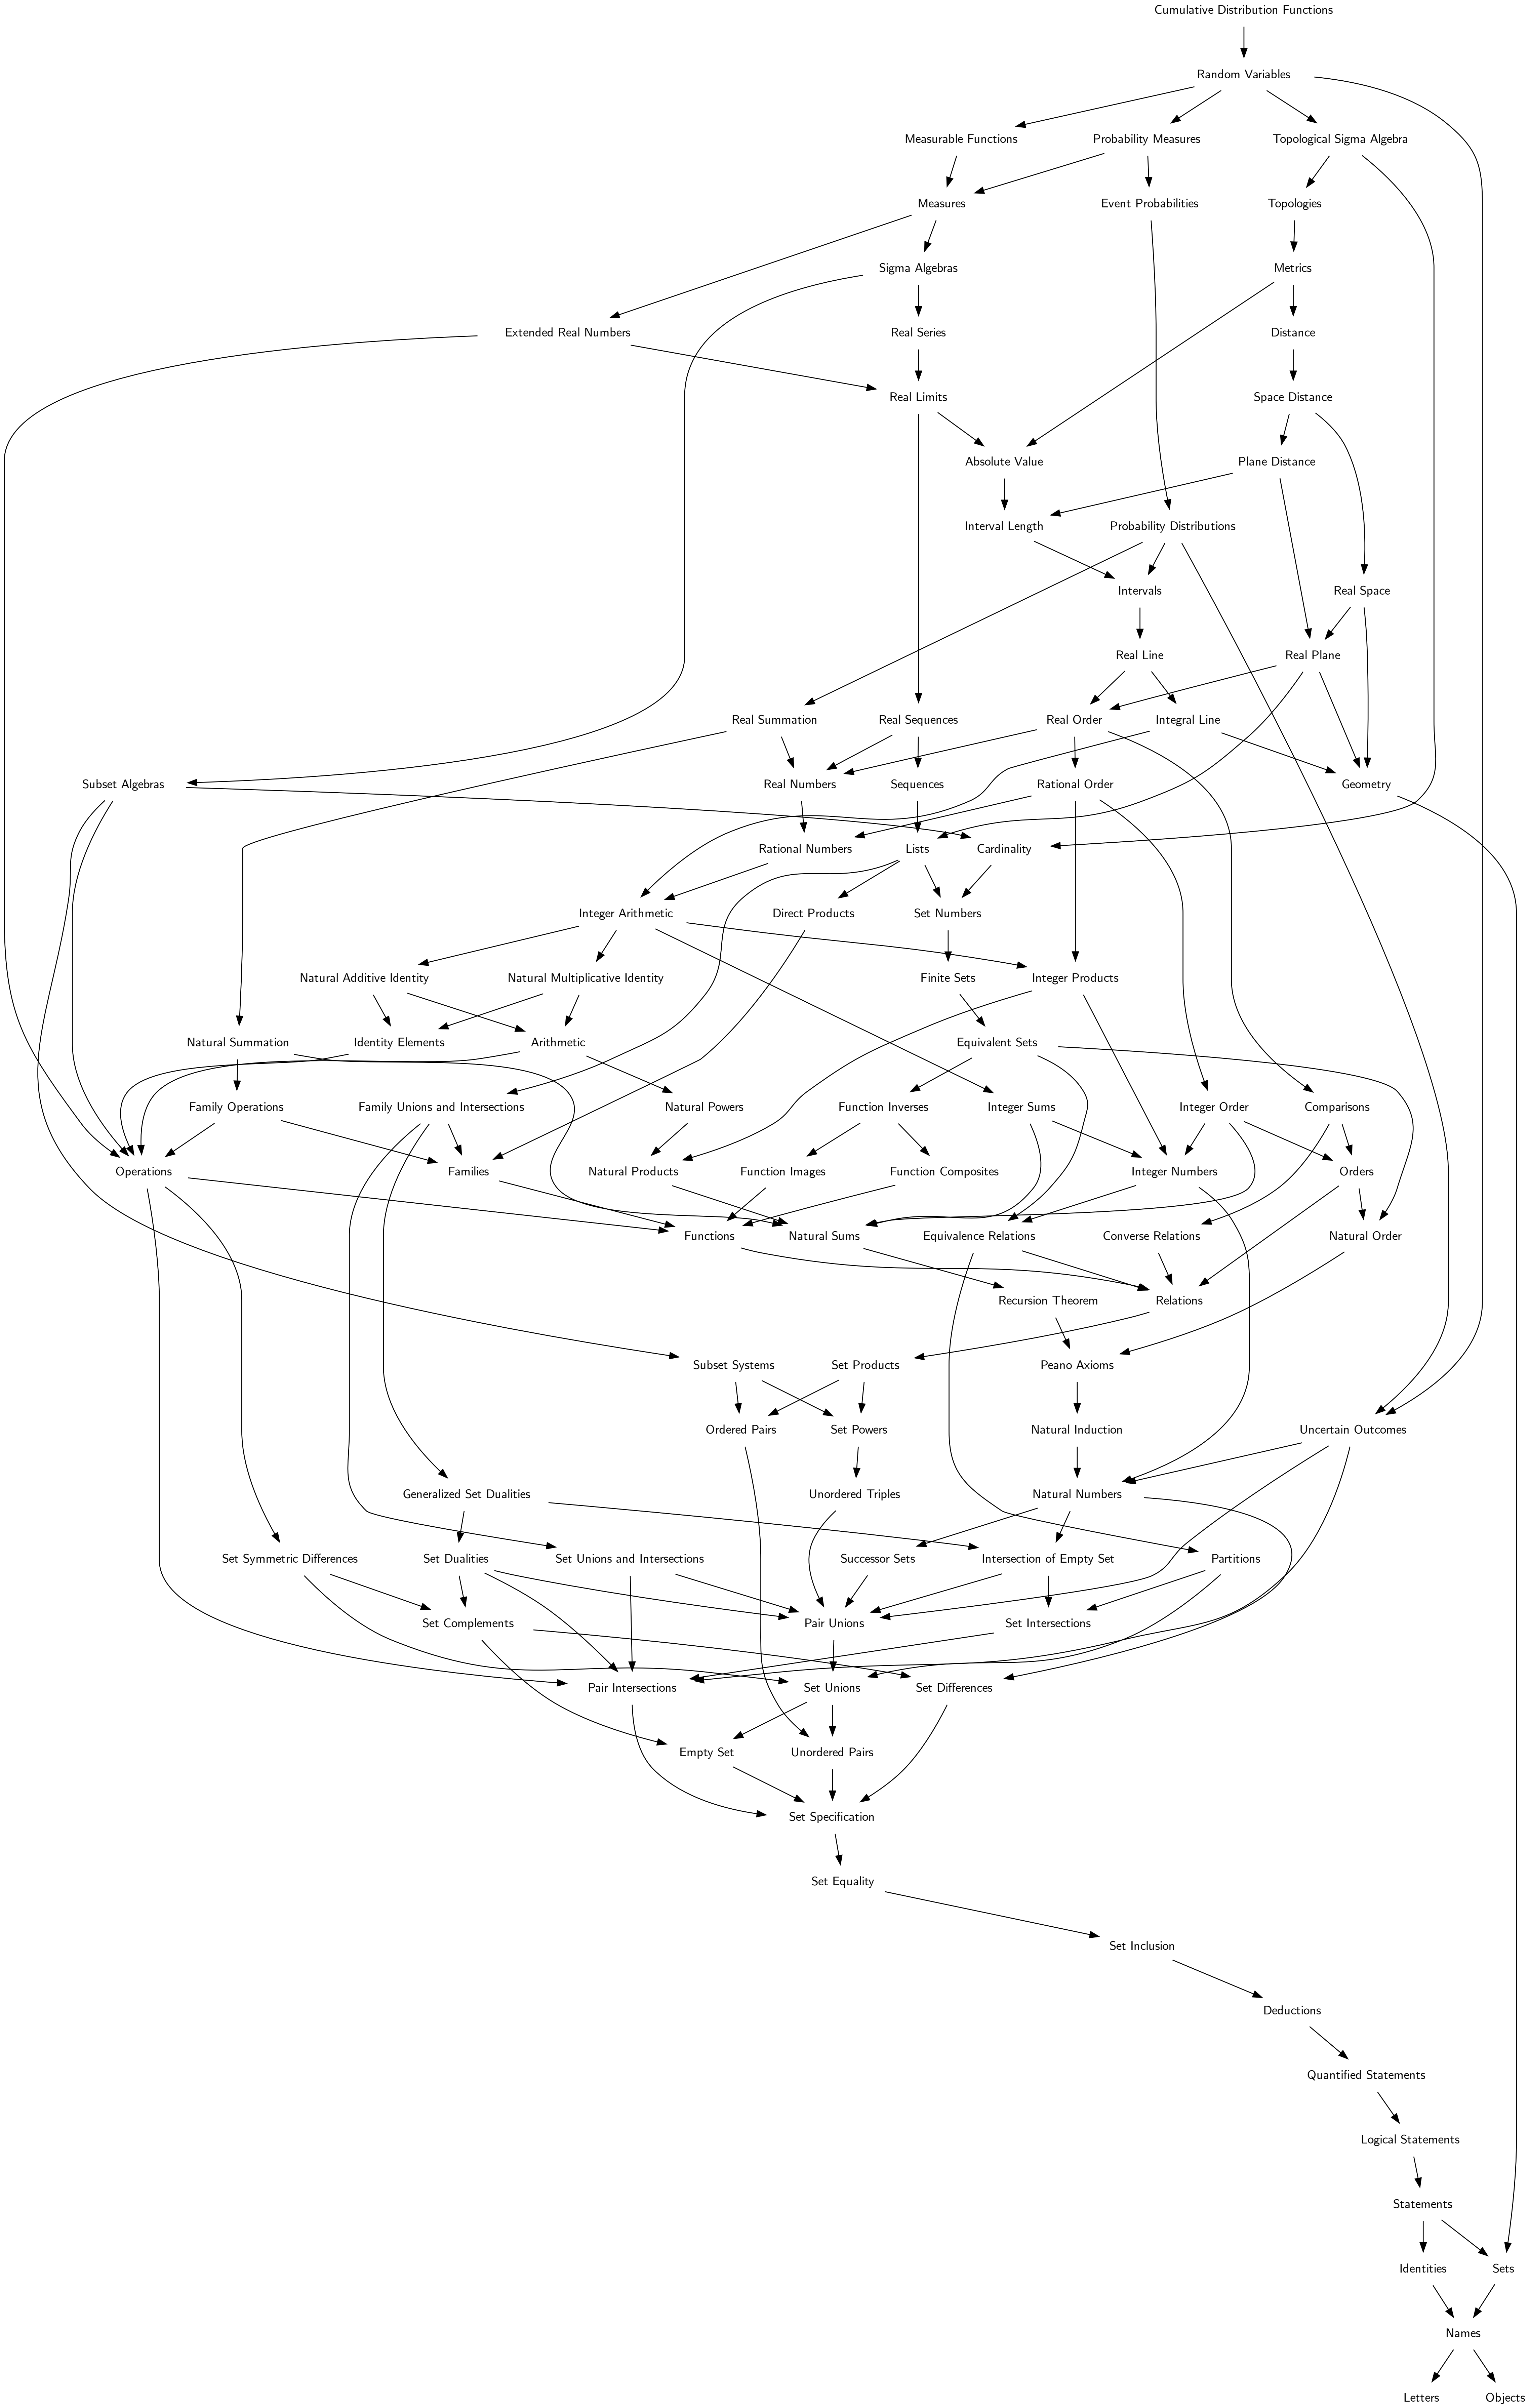 Cumulative Distribution Functions
Random Variables
Measurable Functions
Probability Measures
Topological Sigma Algebra
Measures
Event Probabilities
Topologies
Sigma Algebras
Metrics
Extended Real Numbers
Real Series
Distance
Real Limits
Space Distance
Absolute Value
Plane Distance
Interval Length
Probability Distributions
Intervals
Real Space
Real Line
Real Plane
Real Summation
Real Sequences
Real Order
Integral Line
Subset Algebras
Real Numbers
Sequences
Rational Order
Geometry
Rational Numbers
Lists
Cardinality
Integer Arithmetic
Direct Products
Set Numbers
Natural Additive Identity
Natural Multiplicative Identity
Finite Sets
Integer Products
Natural Summation
Identity Elements
Arithmetic
Equivalent Sets
Family Operations
Family Unions and Intersections
Natural Powers
Function Inverses
Integer Sums
Integer Order
Comparisons
Operations
Families
Natural Products
Function Images
Function Composites
Integer Numbers
Orders
Functions
Natural Sums
Equivalence Relations
Converse Relations
Natural Order
Recursion Theorem
Relations
Subset Systems
Set Products
Peano Axioms
Ordered Pairs
Set Powers
Natural Induction
Uncertain Outcomes
Generalized Set Dualities
Unordered Triples
Natural Numbers
Set Symmetric Differences
Set Dualities
Set Unions and Intersections
Successor Sets
Intersection of Empty Set
Partitions
Set Complements
Pair Unions
Set Intersections
Pair Intersections
Set Unions
Set Differences
Empty Set
Unordered Pairs
Set Specification
Set Equality
Set Inclusion
Deductions
Quantified Statements
Logical Statements
Statements
Identities
Sets
Names
Letters
Objects